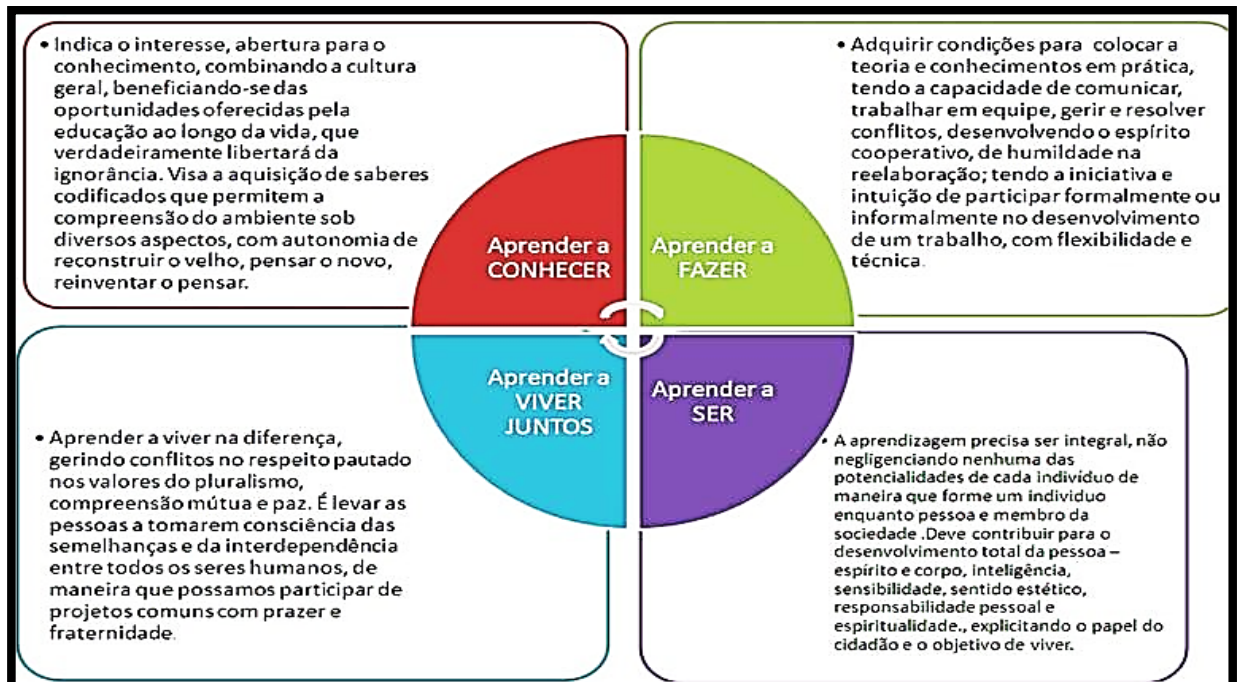 • Indica o interesse, abertura para o
conhecimento, combinando a cultura
geral, beneficiando-se das
oportunidades oferecidas pela
educação ao longo da vida, que
verdadeiramente libertará da
ignorância. Visa a aquisição de saberes
codificados que permitem a
compreensão do ambiente sob
diversos aspectos, com autonomia de
reconstruir o velho, pensar o novo,
reinventar o pensar.
• Adquirir condições para colocar a
teoria e conhecimentos em prática,
tendo a capacidade de comunicar,
trabalhar em equipe, gerir e resolver
conflitos, desenvolvendo o espírito
cooperativo, de humildade na
reelaboração; tendo a iniciativa e
intuição de participar formalmente ou
informalmente no desenvolvimento
de um trabalho, com flexibilidade e
técnica.
Aprender a
CONHECER
Aprender a
FAZER
Aprender a
VIVER
JUNTOS
Aprender a
SER
• Aprender a viver na diferença,
gerindo conflitos no respeito pautado
nos valores do pluralismo,
compreensão mútua e paz. É levar as
pessoas a tomarem consciência das
semelhanças e da interdependência
entre todos os seres humanos, de
maneira que possamos participar de
projetos comuns com prazer e
fraternidade.
• A aprendizagem precisa ser integral, não
negligenciando nenhuma das
potencialidades de cada indivíduo de
maneira que forme um individuo
enquanto pessoa e membro da
sociedade .Deve contribuir para o
desenvolvimento total da pessoa –
espírito e corpo, inteligência,
sensibilidade, sentido estético,
responsabilidade pessoal e
espiritualidade., explicitando o papel do
cidadão e o objetivo de viver.